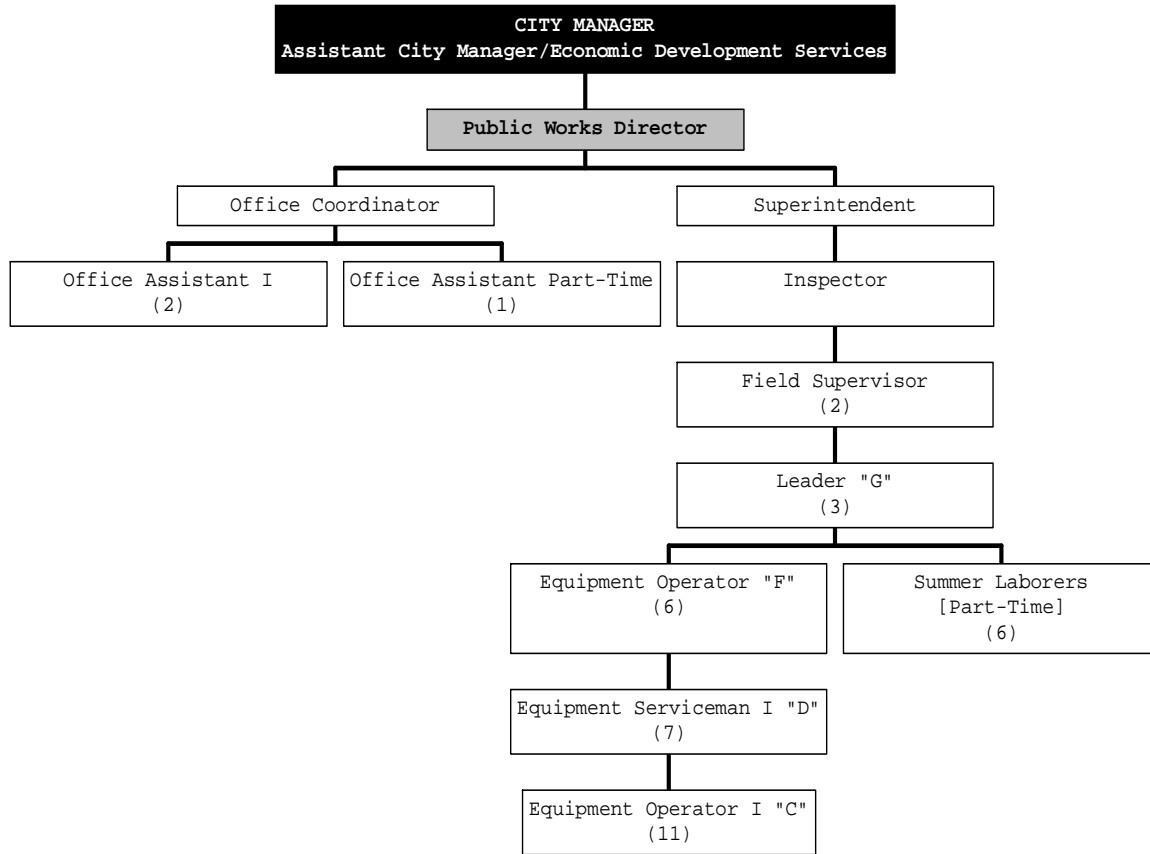 CITY MANAGER
Assistant City Manager/Economic Development Services
Public Works Director
Office Coordinator
Superintendent
Office Assistant I
(2)
Office Assistant Part-Time
(1)
Inspector
Field Supervisor
(2)
Leader "G"
(3)
Equipment Operator "F"
(6)
Summer Laborers
[Part-Time]
(6)
Equipment Serviceman I "D"
(7)
Equipment Operator I "C"
(11)